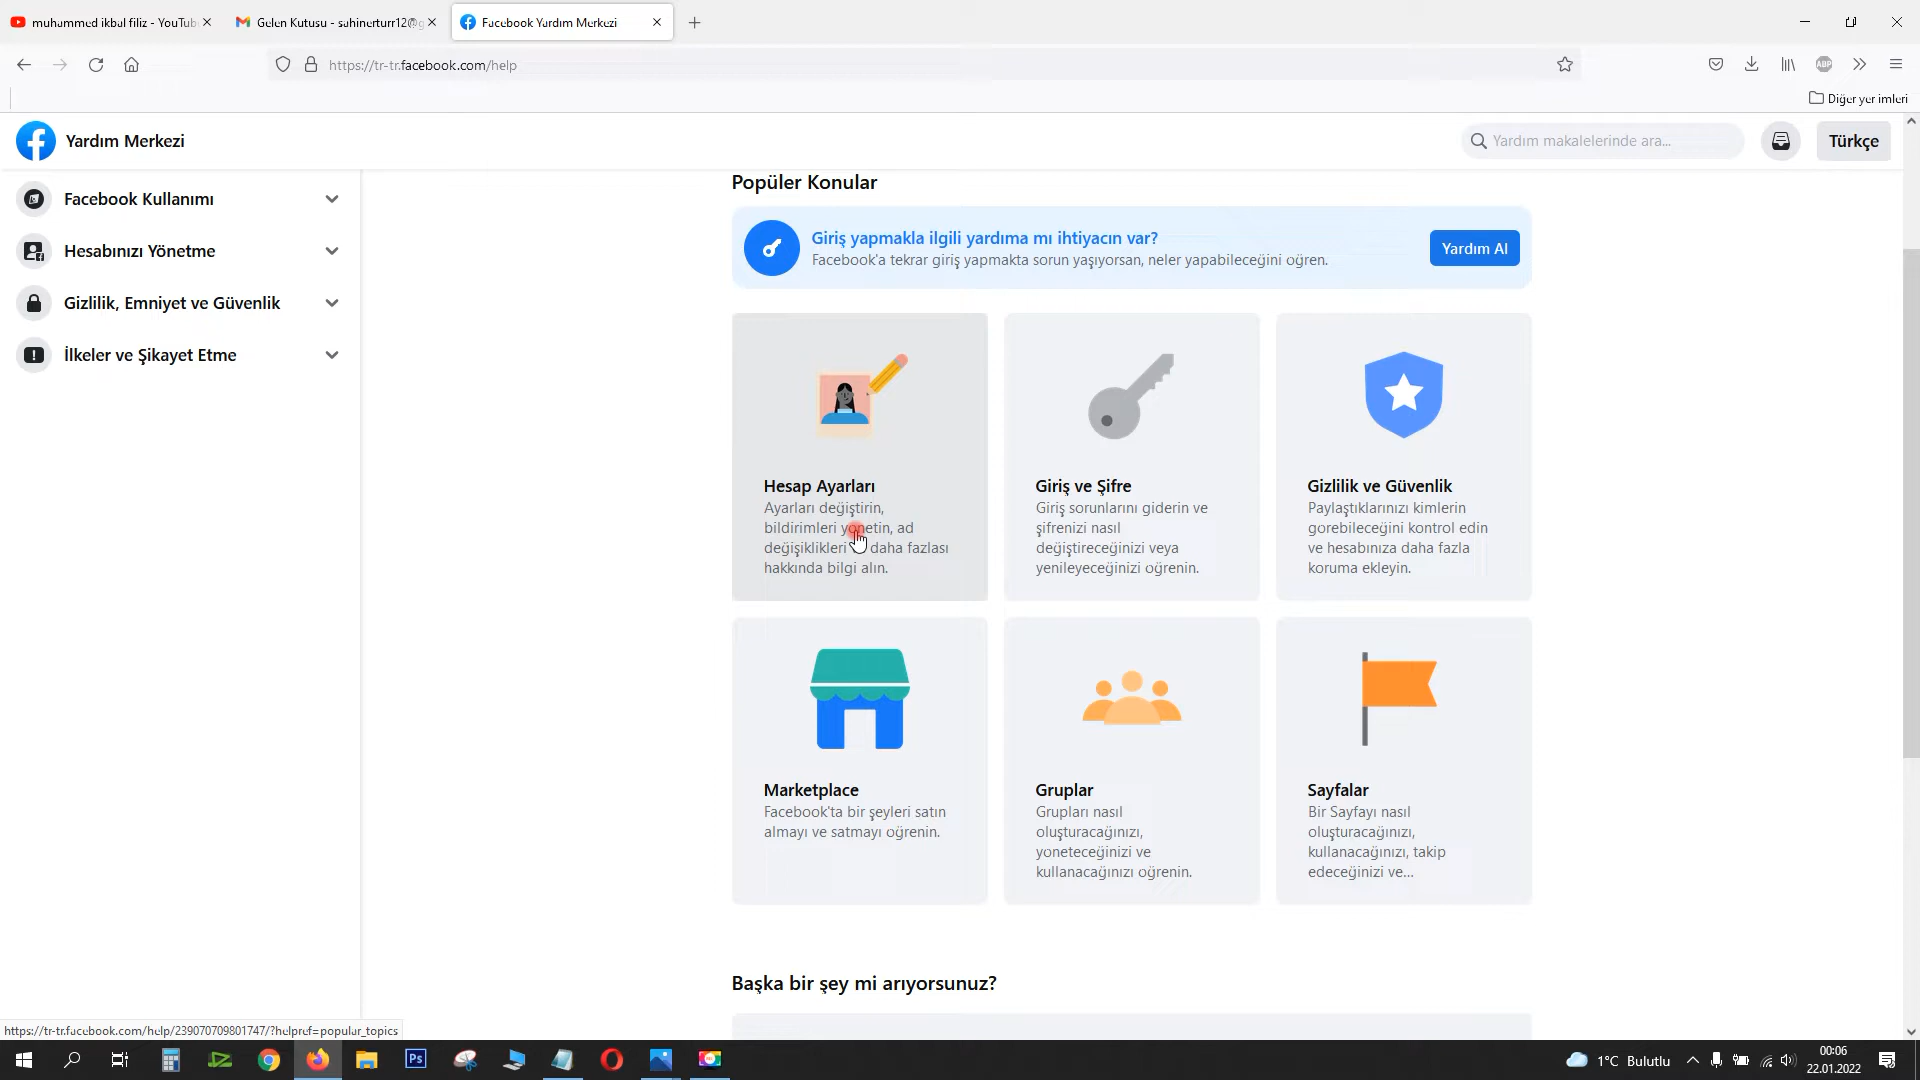 muhammed ikbal filiz - YouTub
Gelen Kutusu - sahinerturr12@g
Facebook Yardım Merkezi
https://tr-tr.facebook.com/help
ABP
Diğer yer imleri
Yardım Merkezi
Yardım makalelerinde ara...
Türkçe
Facebook Kullanımı
Hesabınızı Yönetme
Gizlilik, Emniyet ve Güvenlik
İlkeler ve Şikayet Etme
Popüler Konular
Giriş yapmakla ilgili yardıma mı ihtiyacın var?
Facebook'a tekrar giriş yapmakta sorun yaşıyorsan, neler yapabileceğini öğren.
Yardım Al
Hesap Ayarları
Ayarları değiştirin,
bildirimleri yönetin, ad
değişiklikleri daha fazlası
hakkında bilgi alın.
Giriş ve Şifre
Giriş sorunlarını giderin ve
şifrenizi nasıl
değiştireceğinizi veya
yenileyeceğinizi öğrenin.
Gizlilik ve Güvenlik
Paylaştıklarınızı kimlerin
görebileceğini kontrol edin
ve hesabınıza daha fazla
koruma ekleyin.
Marketplace
Facebook'ta bir şeyleri satın
almayı ve satmayı öğrenin.
Gruplar
Grupları nasıl
oluşturacağınızı,
yöneteceğinizi ve
kullanacağınızı öğrenin.
Sayfalar
Bir Sayfayı nasıl
oluşturacağınızı,
kullanacağınızı, takip
edeceğinizi ve...
Başka bir şey mi arıyorsunuz?
https://tr-tr.facebook.com/help/239070709801747/?helpref=popular_topics
Ps
1°C Bulutlu
00:06
22.01.2022